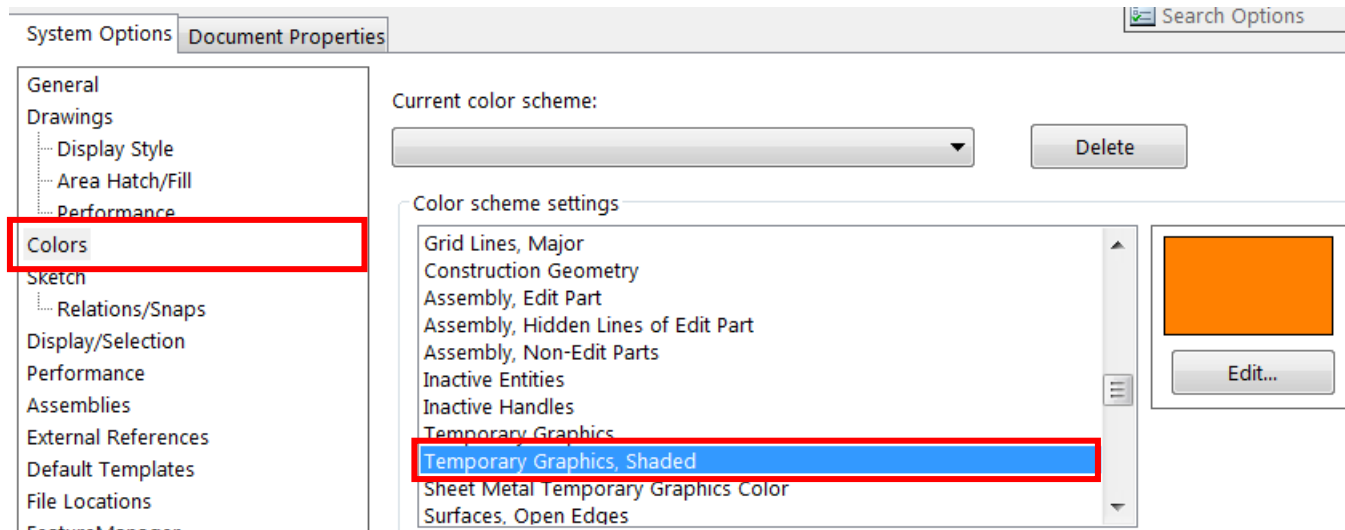 Search Options
System Options
Document Properties
General
Drawings
Display Style
Area Hatch/Fill
Performance
Colors
Sketch
Relations/Snaps
Display/Selection
Performance
Assemblies
External References
Default Templates
File Locations
FeatureManager
Current color scheme:
Delete
Color scheme settings
Grid Lines, Major
Construction Geometry
Assembly, Edit Part
Assembly, Hidden Lines of Edit Part
Assembly, Non-Edit Parts
Inactive Entities
Inactive Handles
Temporary Graphics
Temporary Graphics, Shaded
Sheet Metal Temporary Graphics Color
Surfaces, Open Edges
Edit...